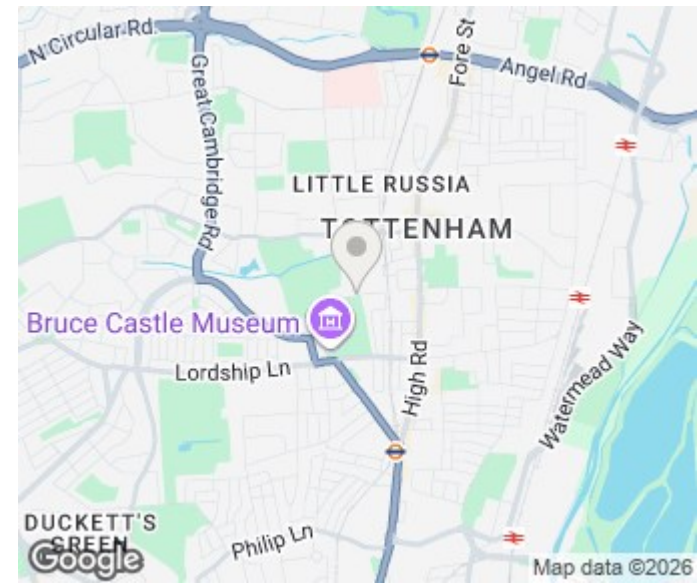 N Circular Rd.
Fore St
Angel Rd
Great Cambridge Rd
LITTLE RUSSIA
TOTTENHAM
Bruce Castle Museum
Lordship Ln
High Rd
Watermead Way
DUCKETT'S
GREEN
Philip Ln
Google
Map data ©2026